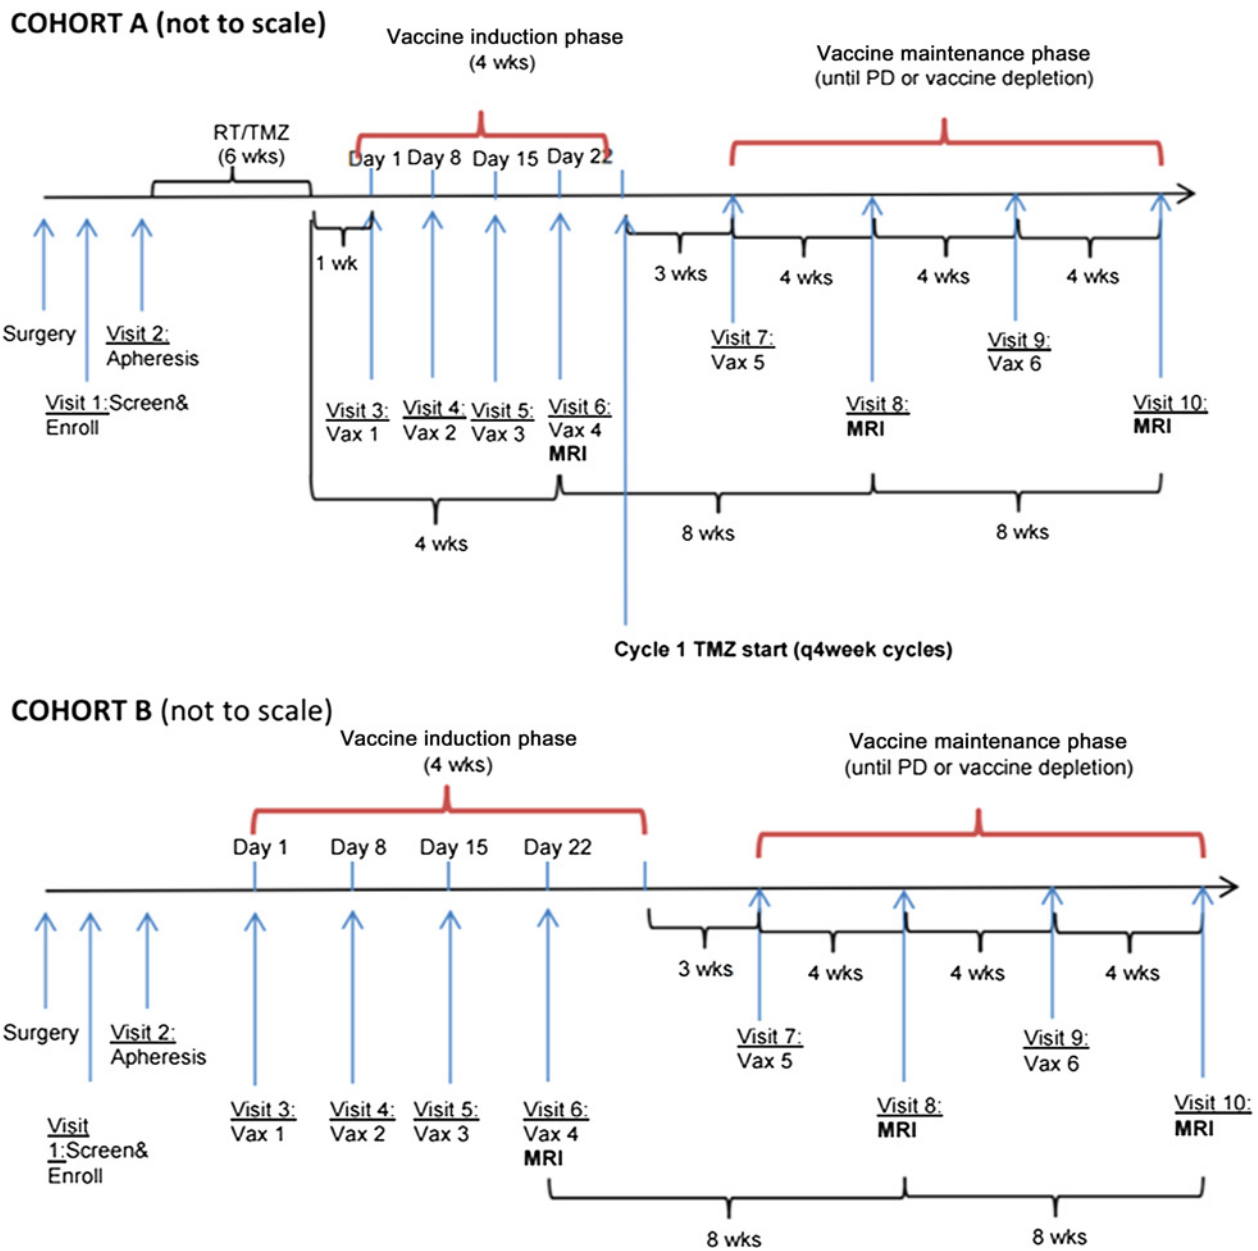 COHORT A (not to scale)
Vaccine induction phase
(4 wks)
Vaccine maintenance phase
(until PD or vaccine depletion)
RT/TMZ
(6 wks)
Day 1
Day 8
Day 15
Day 22
1 wk
3 wks
4 wks
4 wks
4 wks
Surgery
Visit 2:
Apheresis
Visit 1:Screen&
Enroll
Visit 3:
Vax 1
Visit 4:
Vax 2
Visit 5:
Vax 3
Visit 6:
Vax 4
MRI
Visit 7:
Vax 5
Visit 8:
MRI
Visit 9:
Vax 6
Visit 10:
MRI
4 wks
8 wks
8 wks
Cycle 1 TMZ start (q4week cycles)
COHORT B (not to scale)
Vaccine induction phase
(4 wks)
Vaccine maintenance phase
(until PD or vaccine depletion)
Day 1
Day 8
Day 15
Day 22
3 wks
4 wks
4 wks
4 wks
Surgery
Visit 2:
Apheresis
Visit
1:Screen&
Enroll
Visit 3:
Vax 1
Visit 4:
Vax 2
Visit 5:
Vax 3
Visit 6:
Vax 4
MRI
Visit 7:
Vax 5
Visit 8:
MRI
Visit 9:
Vax 6
Visit 10:
MRI
8 wks
8 wks